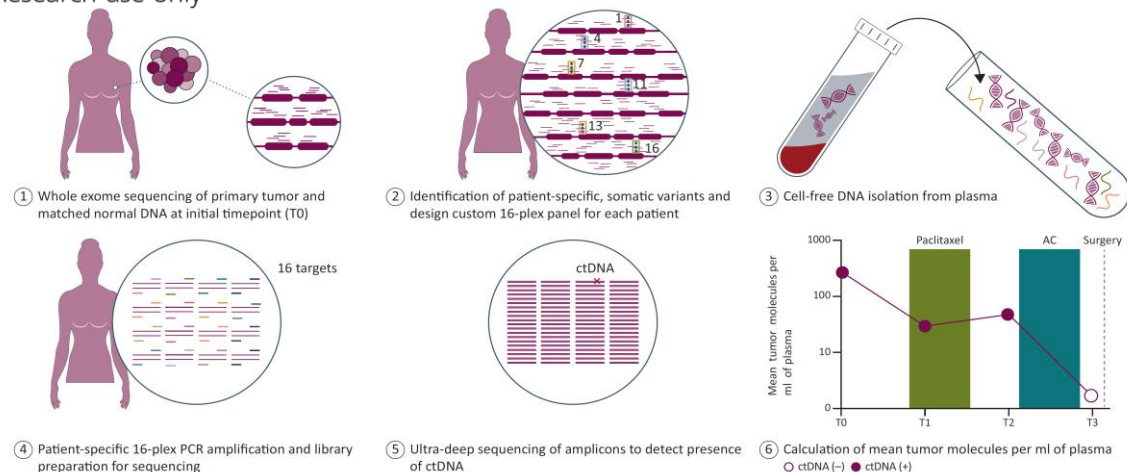 Research use only
1
4
7
11
13
16
① Whole exome sequencing of primary tumor and
matched normal DNA at initial timepoint (T0)
② Identification of patient-specific, somatic variants and
design custom 16-plex panel for each patient
③ Cell-free DNA isolation from plasma
16 targets
④ Patient-specific 16-plex PCR amplification and library
preparation for sequencing
ctDNA
⑤ Ultra-deep sequencing of amplicons to detect presence
of ctDNA
Paclitaxel AC Surgery
Mean tumor molecules per
ml of plasma
1000
100
10
0
T0 T1 T2 T3
⑥ Calculation of mean tumor molecules per ml of plasma
ctDNA (–) ctDNA (+)